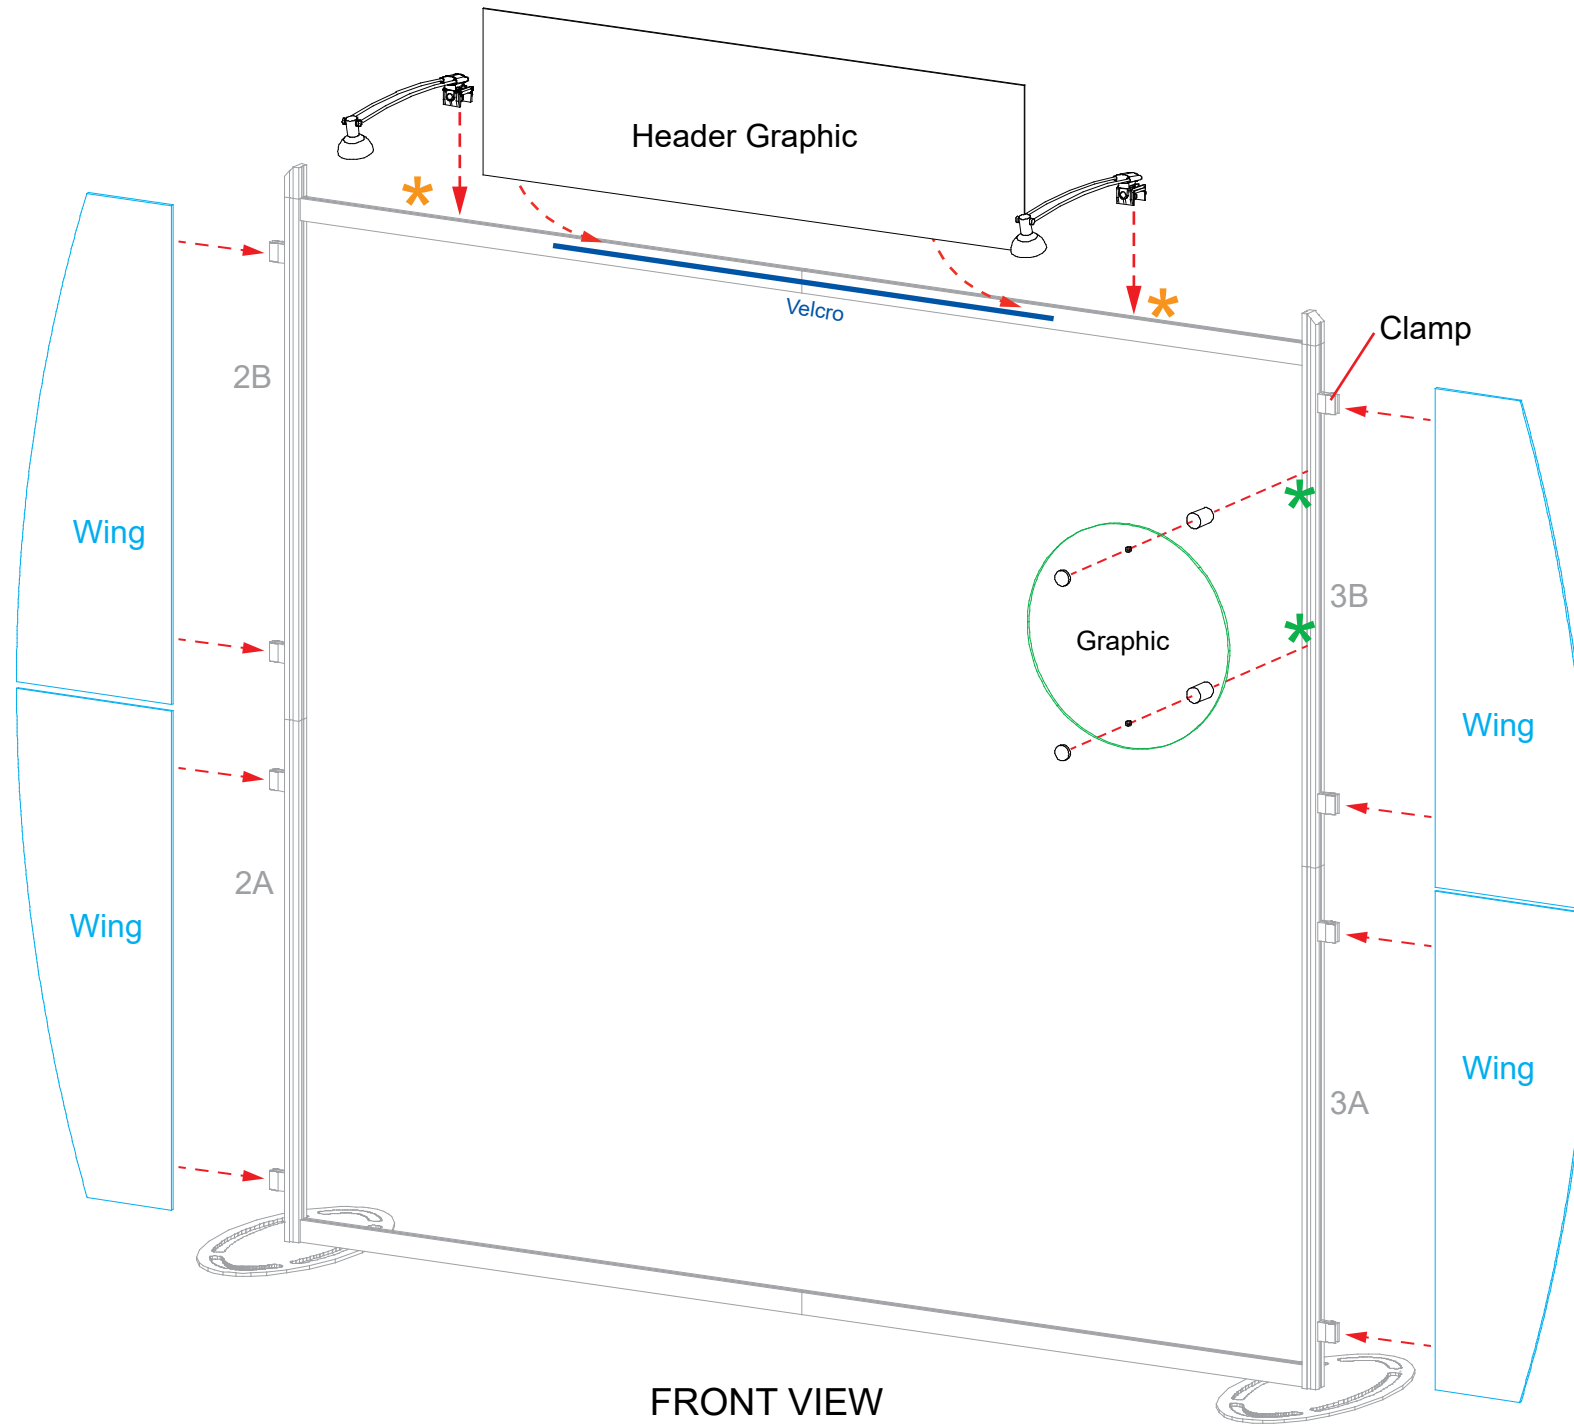 Header Graphic
*
*
Velcro
Clamp
2B
*
Wing
3B
*
Graphic
Wing
2A
Wing
Wing
3A
FRONT VIEW